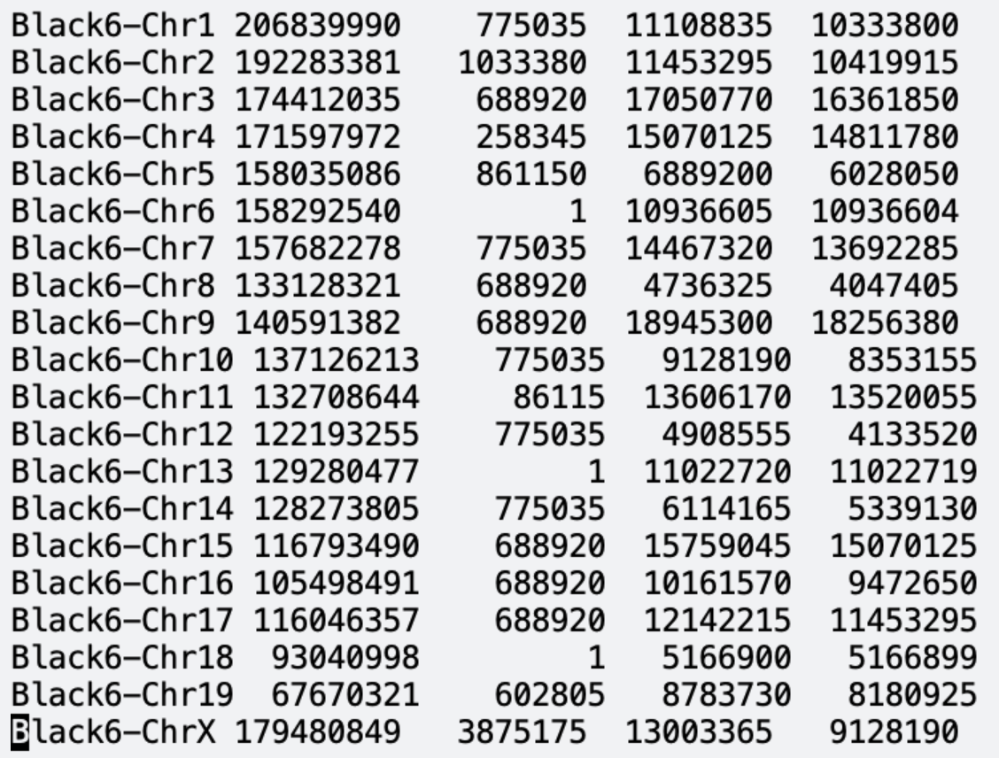 Black6-Chr1 206839990    775035  11108835  10333800
Black6-Chr2 192283381   1033380  11453295  10419915
Black6-Chr3 174412035    688920  17050770  16361850
Black6-Chr4 171597972    258345  15070125  14811780
Black6-Chr5 158035086    861150   6889200   6028050
Black6-Chr6 158292540         1  10936605  10936604
Black6-Chr7 157682278    775035  14467320  13692285
Black6-Chr8 133128321    688920   4736325   4047405
Black6-Chr9 140591382    688920  18945300  18256380
Black6-Chr10 137126213    775035   9128190   8353155
Black6-Chr11 132708644     86115  13606170  13520055
Black6-Chr12 122193255    775035   4908555   4133520
Black6-Chr13 129280477         1  11022720  11022719
Black6-Chr14 128273805    775035   6114165   5339130
Black6-Chr15 116793490    688920  15759045  15070125
Black6-Chr16 105498491    688920  10161570   9472650
Black6-Chr17 116046357    688920  12142215  11453295
Black6-Chr18  93040998         1   5166900   5166899
Black6-Chr19  67670321    602805   8783730   8180925
Black6-ChrX 179480849   3875175  13003365   9128190